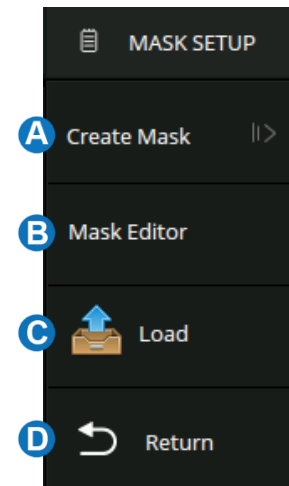 MASK SETUP
A Create Mask
B Mask Editor
C Load
D Return